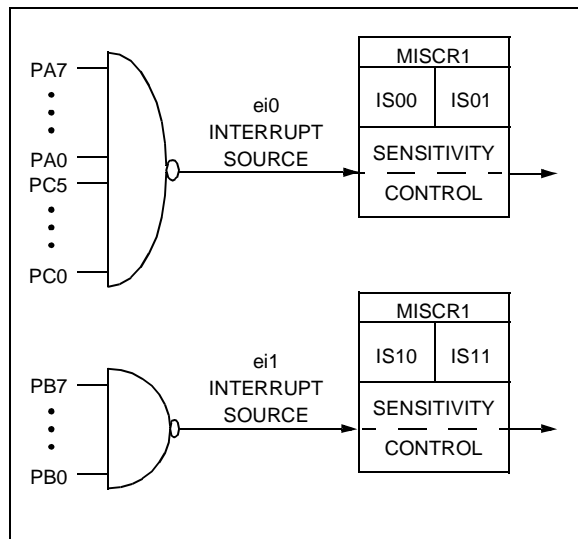 PA7
PA0
PC5
PC0
ei0
INTERRUPT
SOURCE
MISCR1
IS00 IS01
SENSITIVITY
CONTROL
PB7
PB0
ei1
INTERRUPT
SOURCE
MISCR1
IS10 IS11
SENSITIVITY
CONTROL